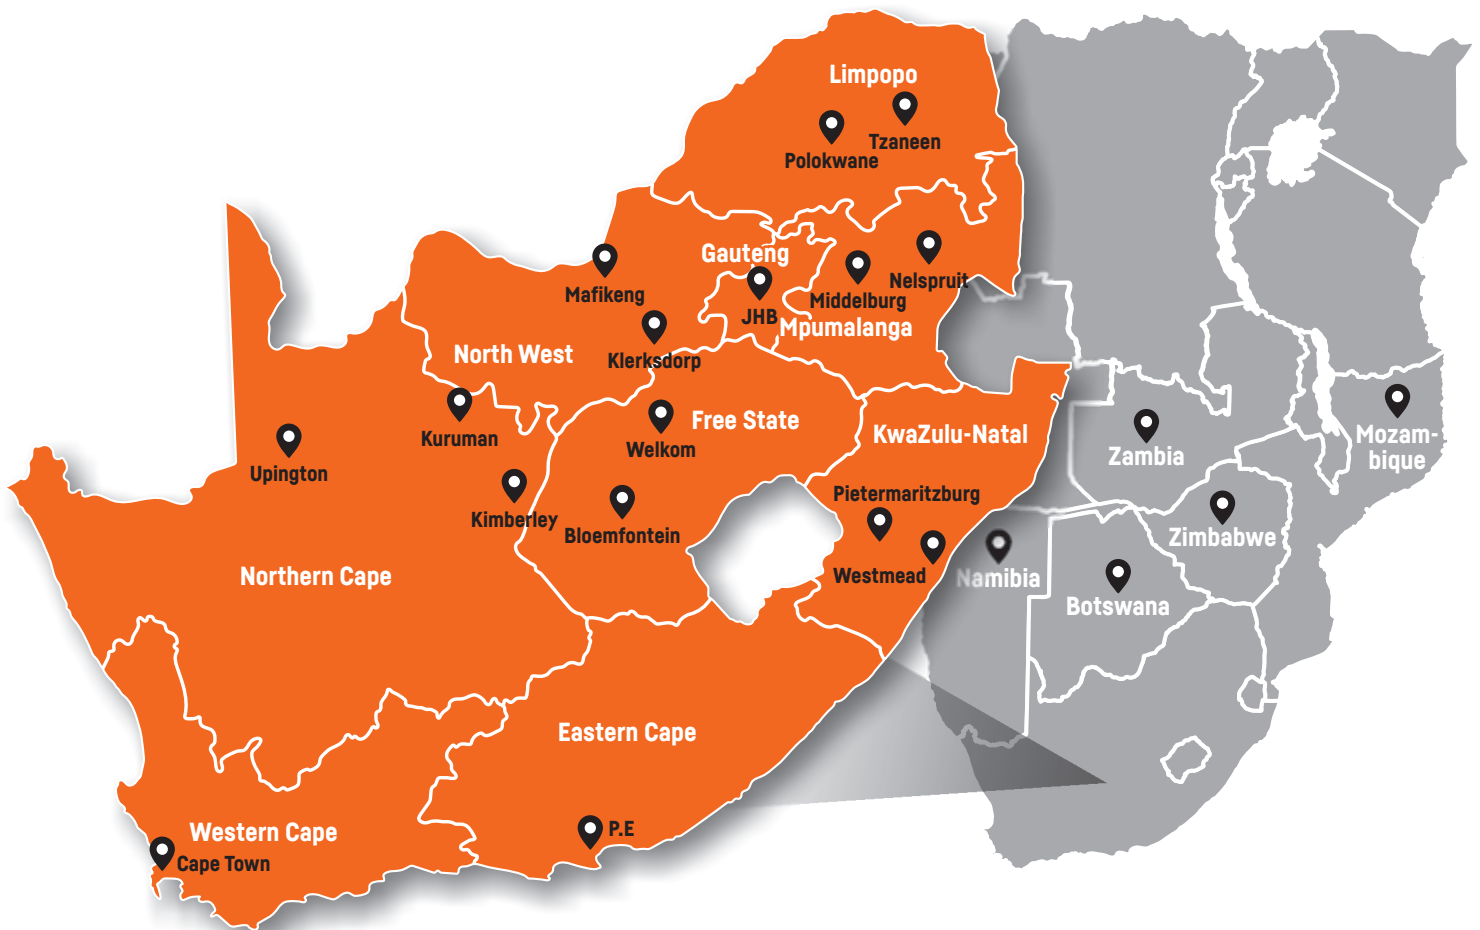 Limpopo
Tzaneen
Polokwane
Gauteng
Mafikeng
Nelspruit
Middelburg
JHB
Mpumalanga
North West
Klerksdorp
Kuruman
Free State
KwaZulu-Natal
Welkom
Upington
Kimberley
Bloemfontein
Pietermaritzburg
Westmead
Northern Cape
Eastern Cape
Western Cape
P.E
Cape Town
Mozam-
bique
Zambia
Zimbabwe
Namibia
Botswana